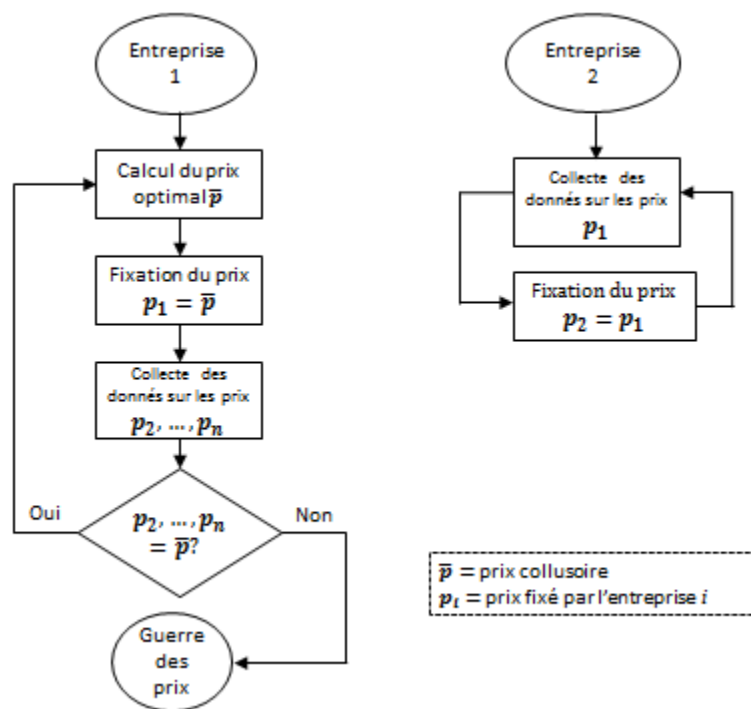 Entreprise
1
Calcul du prix
optimal p̅
Fixation du prix
p₁ = p̅
Collecte des
donnés sur les prix
p₂, …, pₙ
Oui
p₂, …, pₙ
= p̅?
Non
Guerre
des
prix
Entreprise
2
Collecte des
donnés sur les prix
p₁
Fixation du prix
p₂ = p₁
p̅ = prix collusoire
pᵢ = prix fixé par l'entreprise i